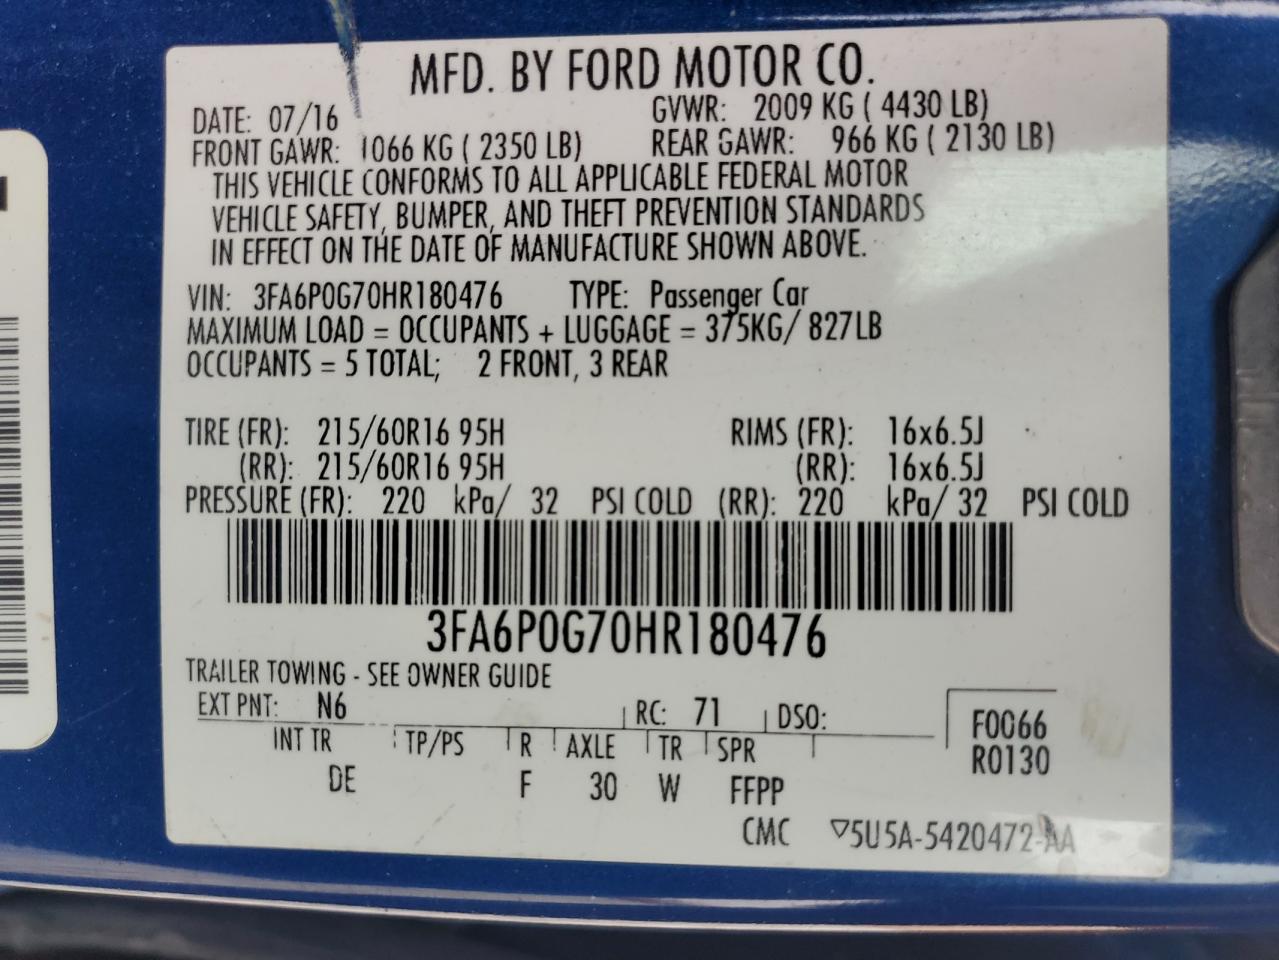 MFD. BY FORD MOTOR CO.
DATE: 07/16 GVWR: 2009 KG ( 4430 LB)
FRONT GAWR: 1066 KG ( 2350 LB) REAR GAWR: 966 KG ( 2130 LB)
THIS VEHICLE CONFORMS TO ALL APPLICABLE FEDERAL MOTOR
VEHICLE SAFETY, BUMPER, AND THEFT PREVENTION STANDARDS
IN EFFECT ON THE DATE OF MANUFACTURE SHOWN ABOVE.
VIN: 3FA6P0G70HR180476 TYPE: Passenger Car
MAXIMUM LOAD = OCCUPANTS + LUGGAGE = 375KG/ 827LB
OCCUPANTS = 5 TOTAL; 2 FRONT, 3 REAR
TIRE (FR): 215/60R16 95H RIMS (FR): 16x6.5J
(RR): 215/60R16 95H (RR): 16x6.5J
PRESSURE (FR): 220 kPa/ 32 PSI COLD (RR): 220 kPa/ 32 PSI COLD
3FA6P0G70HR180476
TRAILER TOWING - SEE OWNER GUIDE
EXT PNT: N6 RC: 71 DSO: F0066
INT TR TP/PS R AXLE TR SPR R0130
DE F 30 W FFPP
CMC ▽5U5A-5420472-AA